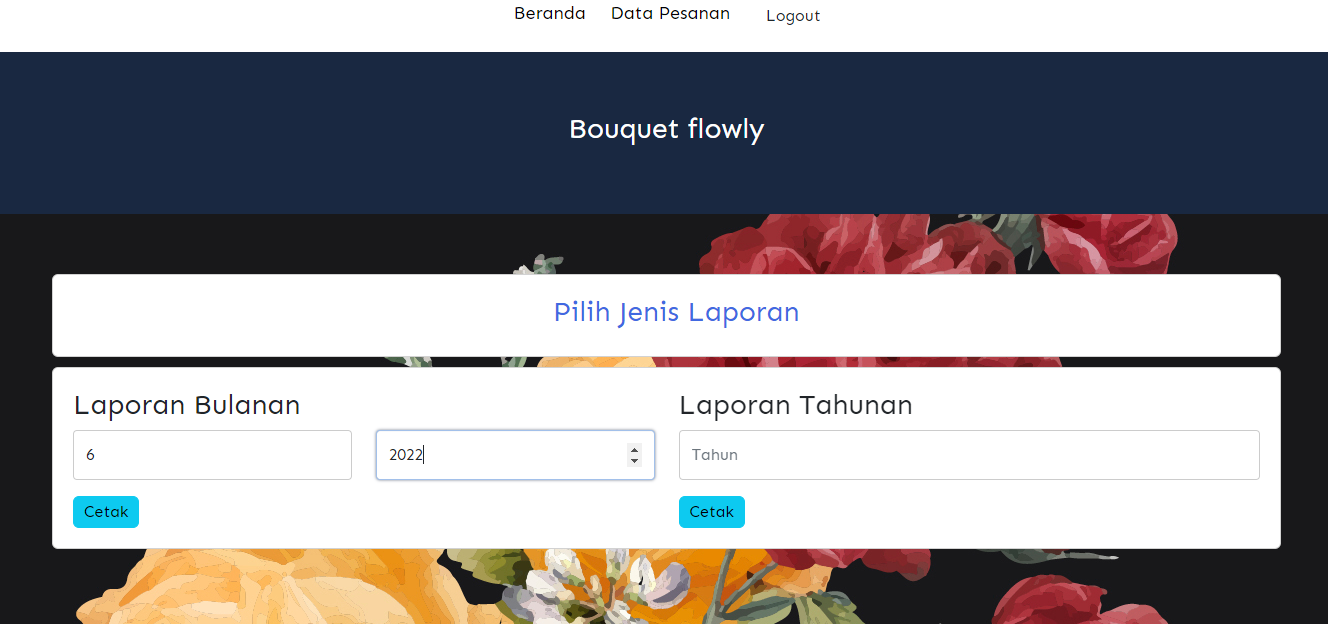 Beranda Data Pesanan Logout
Bouquet flowly
Pilih Jenis Laporan
Laporan Bulanan
6 2022
Cetak
Laporan Tahunan
Tahun
Cetak